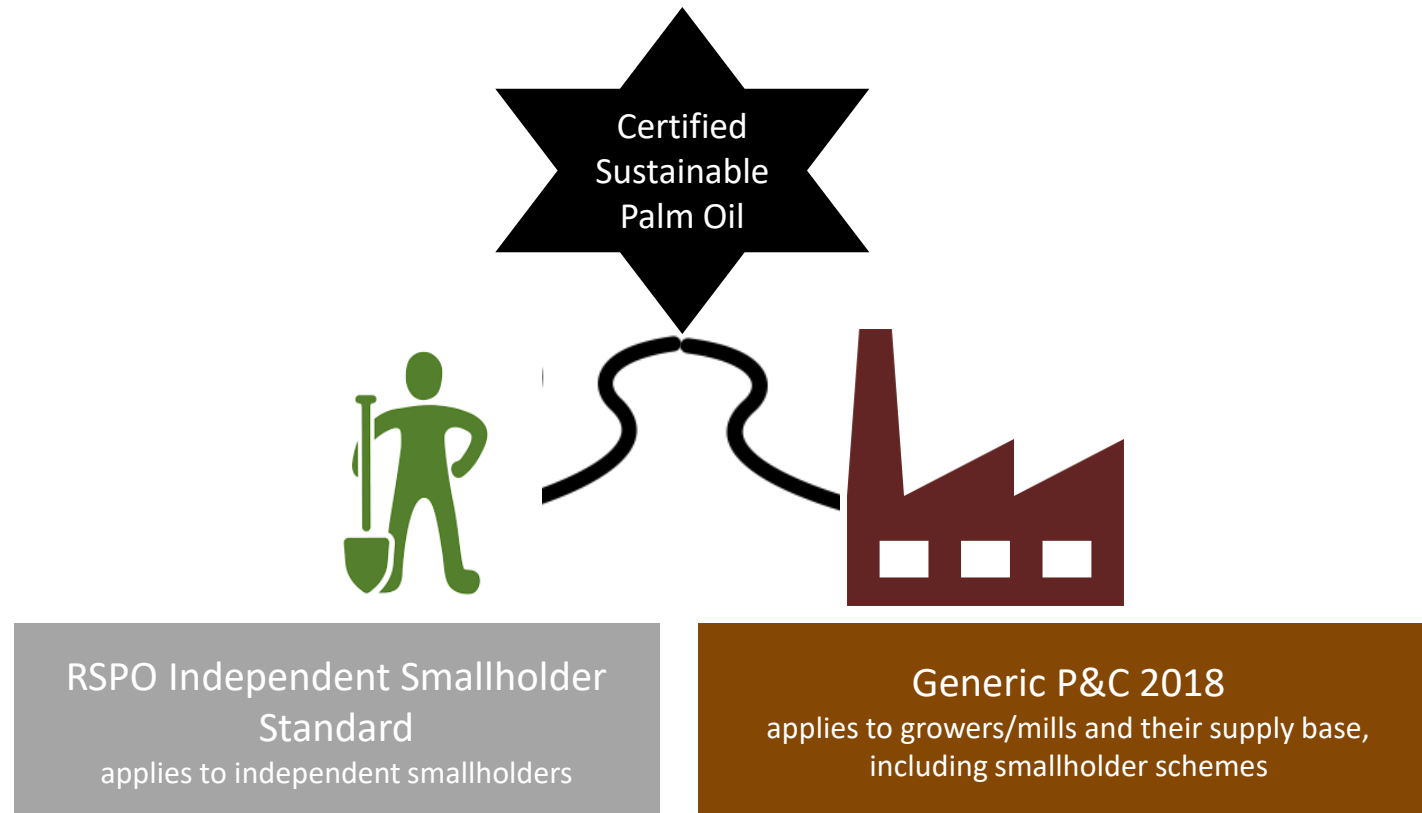 Certified
Sustainable
Palm Oil
RSPO Independent Smallholder
Standard
applies to independent smallholders
Generic P&C 2018
applies to growers/mills and their supply base,
including smallholder schemes